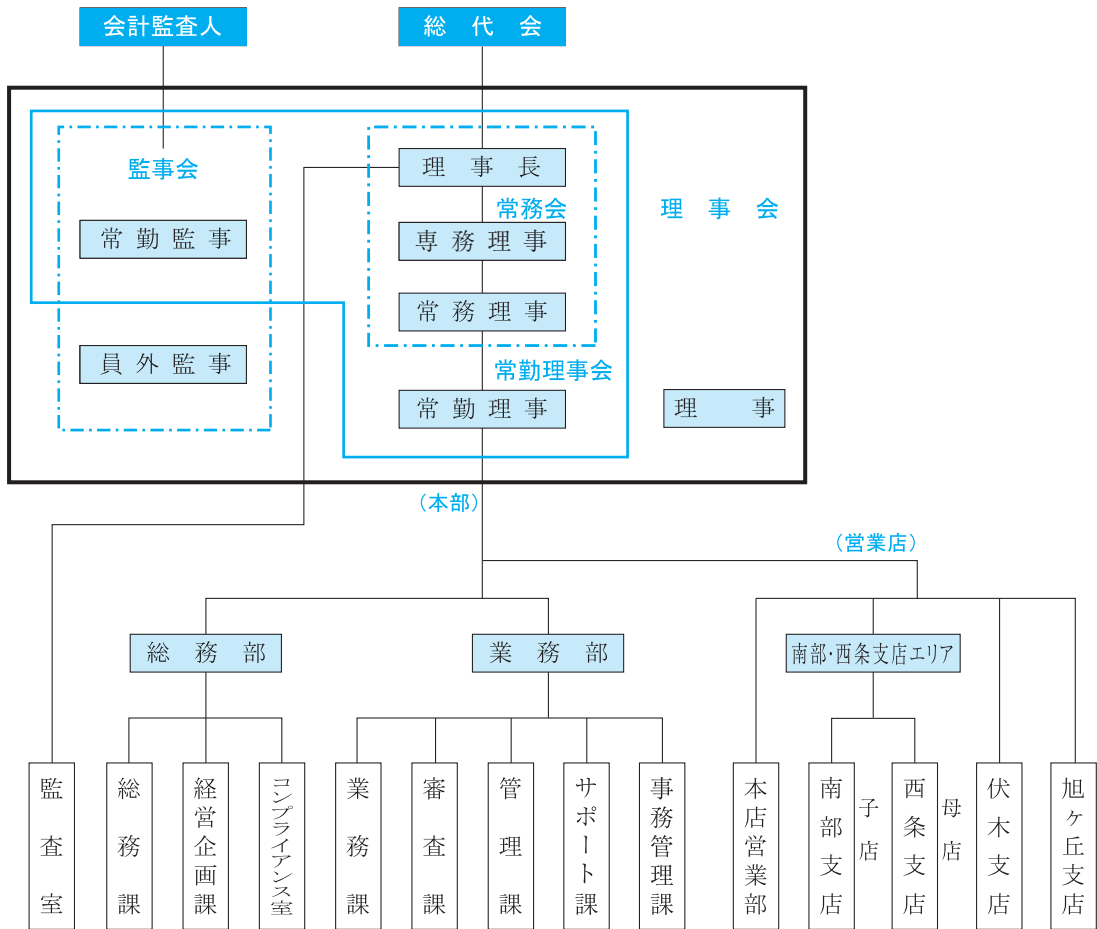 会計監査人
総代会
監事会
理事長
常務会
理事会
常勤監事
専務理事
常務理事
員外監事
常勤理事会
常勤理事
理事
（本部）
（営業店）
総務部
業務部
南部・西条支店エリア
監査室
総務課
経営企画課
コンプライアンス室
業務課
審査課
管理課
サポート課
事務管理課
本店営業部
南部支店
子店
西条支店
母店
伏木支店
旭ヶ丘支店